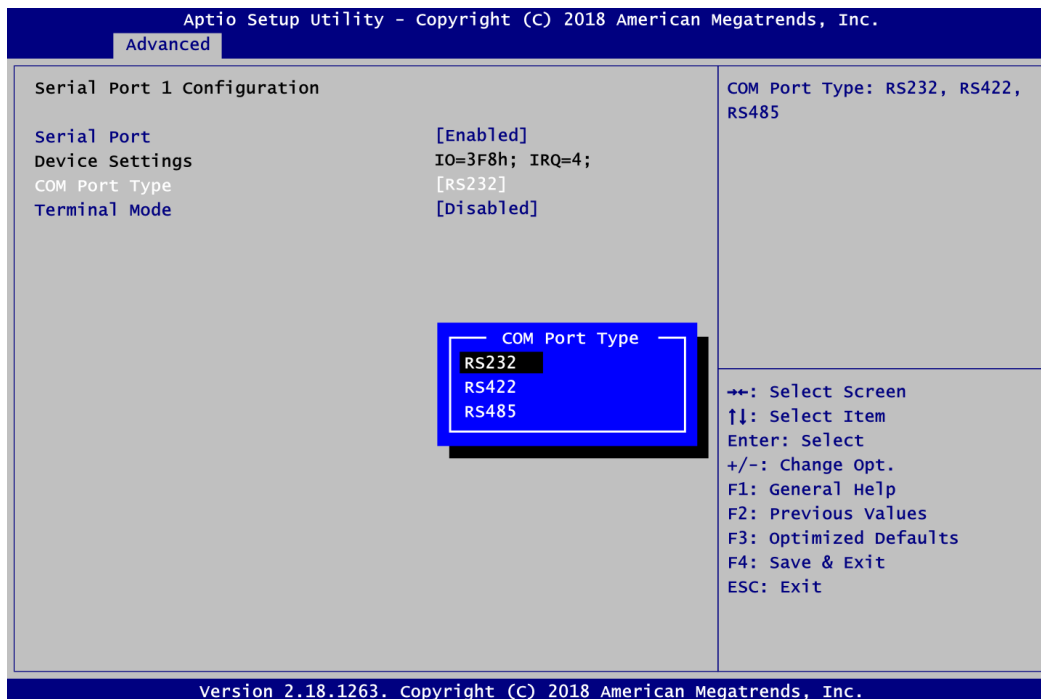 Aptio Setup Utility – Copyright (C) 2018 American Megatrends, Inc.
Advanced
Serial Port 1 Configuration
Serial Port [Enabled]
Device Settings IO=3F8h; IRQ=4;
COM Port Type [RS232]
Terminal Mode [Disabled]
COM Port Type
RS232
RS422
RS485
COM Port Type: RS232, RS422,
RS485
→←: Select Screen
↑↓: Select Item
Enter: Select
+/-: Change Opt.
F1: General Help
F2: Previous Values
F3: Optimized Defaults
F4: Save & Exit
ESC: Exit
Version 2.18.1263. Copyright (C) 2018 American Megatrends, Inc.